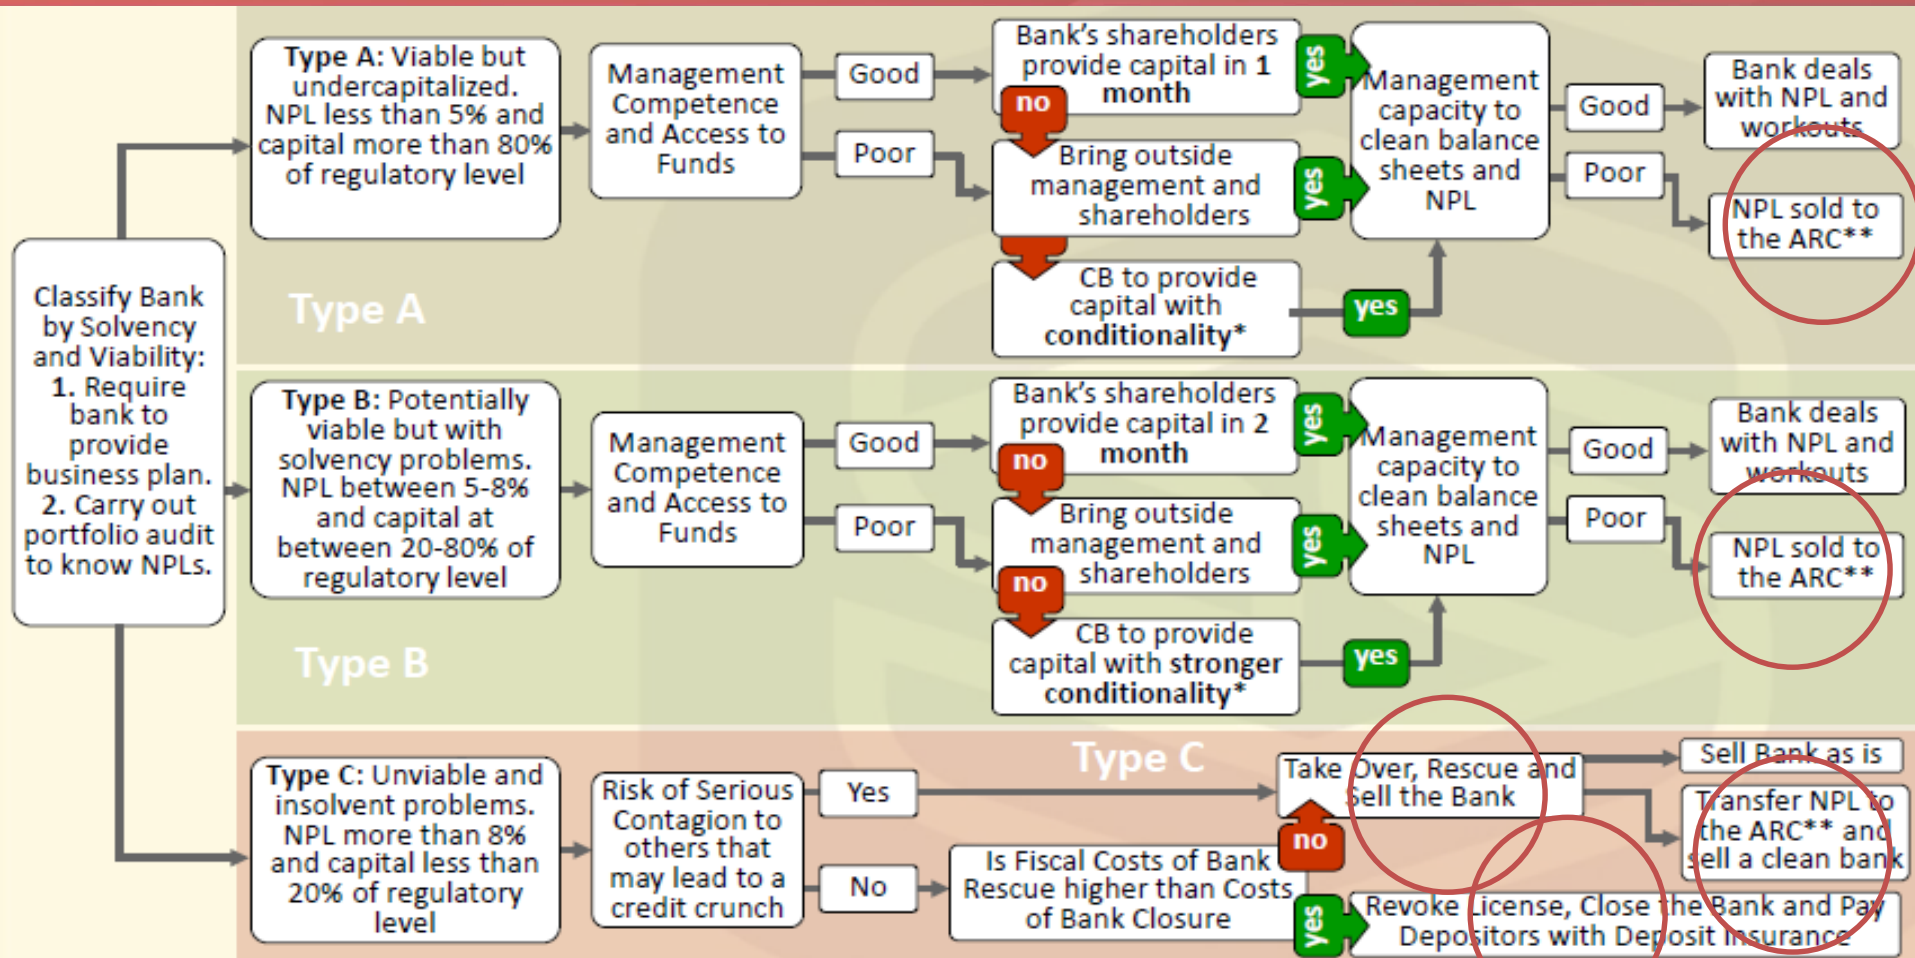 Classify Bank
by Solvency
and Viability:
1. Require
bank to
provide
business plan.
2. Carry out
portfolio audit
to know NPLs.
Type A: Viable but
undercapitalized.
NPL less than 5% and
capital more than 80%
of regulatory level
Management
Competence
and Access to
Funds
Good
Poor
Bank's shareholders
provide capital in 1
month
yes
no
Bring outside
management and
shareholders
yes
CB to provide
capital with
conditionality*
yes
Management
capacity to
clean balance
sheets and
NPL
Good
Poor
Bank deals
with NPL and
workouts
NPL sold to
the ARC**
Type A
Type B: Potentially
viable but with
solvency problems.
NPL between 5-8%
and capital at
between 20-80% of
regulatory level
Management
Competence
and Access to
Funds
Good
Poor
Bank's shareholders
provide capital in 2
month
yes
no
Bring outside
management and
shareholders
yes
no
CB to provide
capital with stronger
conditionality*
yes
Management
capacity to
clean balance
sheets and
NPL
Good
Poor
Bank deals
with NPL and
workouts
NPL sold to
the ARC**
Type B
Type C
Type C: Unviable and
insolvent problems.
NPL more than 8%
and capital less than
20% of regulatory
level
Risk of Serious
Contagion to
others that
may lead to a
credit crunch
Yes
No
Is Fiscal Costs of Bank
Rescue higher than Costs
of Bank Closure
no
yes
Take Over, Rescue and
Sell the Bank
Sell Bank as is
Transfer NPL to
the ARC** and
sell a clean bank
Revoke License, Close the Bank and Pay
Depositors with Deposit Insurance